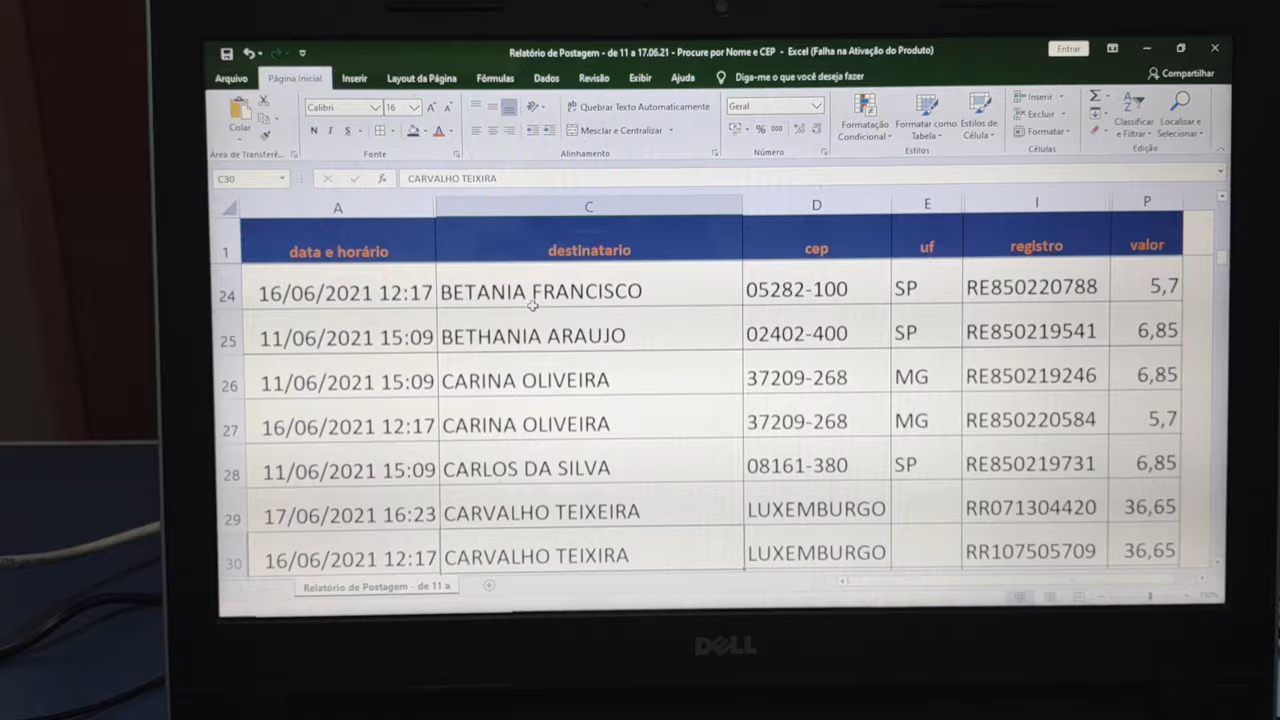 Relatório de Postagem - de 11 a 17.06.21 - Procure por Nome e CEP - Excel (Falha na Ativação do Produto)
Entrar
Arquivo Página Inicial Inserir Layout da Página Fórmulas Dados Revisão Exibir Ajuda Diga-me o que você deseja fazer Compartilhar
Colar
Calibri 16
Quebrar Texto Automaticamente
Geral
Formatação Condicional
Formatar como Tabela
Estilos de Célula
Inserir
Excluir
Formatar
Classificar e Filtrar
Localizar e Selecionar
N I S
Mesclar e Centralizar
% 000
Área de Transferê... Fonte Alinhamento Número Estilos Células Edição
C30 fx CARVALHO TEIXIRA
A C D E I P
1 data e horário destinatario cep uf registro valor
24 16/06/2021 12:17 BETANIA FRANCISCO 05282-100 SP RE850220788 5,7
25 11/06/2021 15:09 BETHANIA ARAUJO 02402-400 SP RE850219541 6,85
26 11/06/2021 15:09 CARINA OLIVEIRA 37209-268 MG RE850219246 6,85
27 16/06/2021 12:17 CARINA OLIVEIRA 37209-268 MG RE850220584 5,7
28 11/06/2021 15:09 CARLOS DA SILVA 08161-380 SP RE850219731 6,85
29 17/06/2021 16:23 CARVALHO TEIXEIRA LUXEMBURGO RR071304420 36,65
30 16/06/2021 12:17 CARVALHO TEIXIRA LUXEMBURGO RR107505709 36,65
Relatório de Postagem - de 11 a
DELL